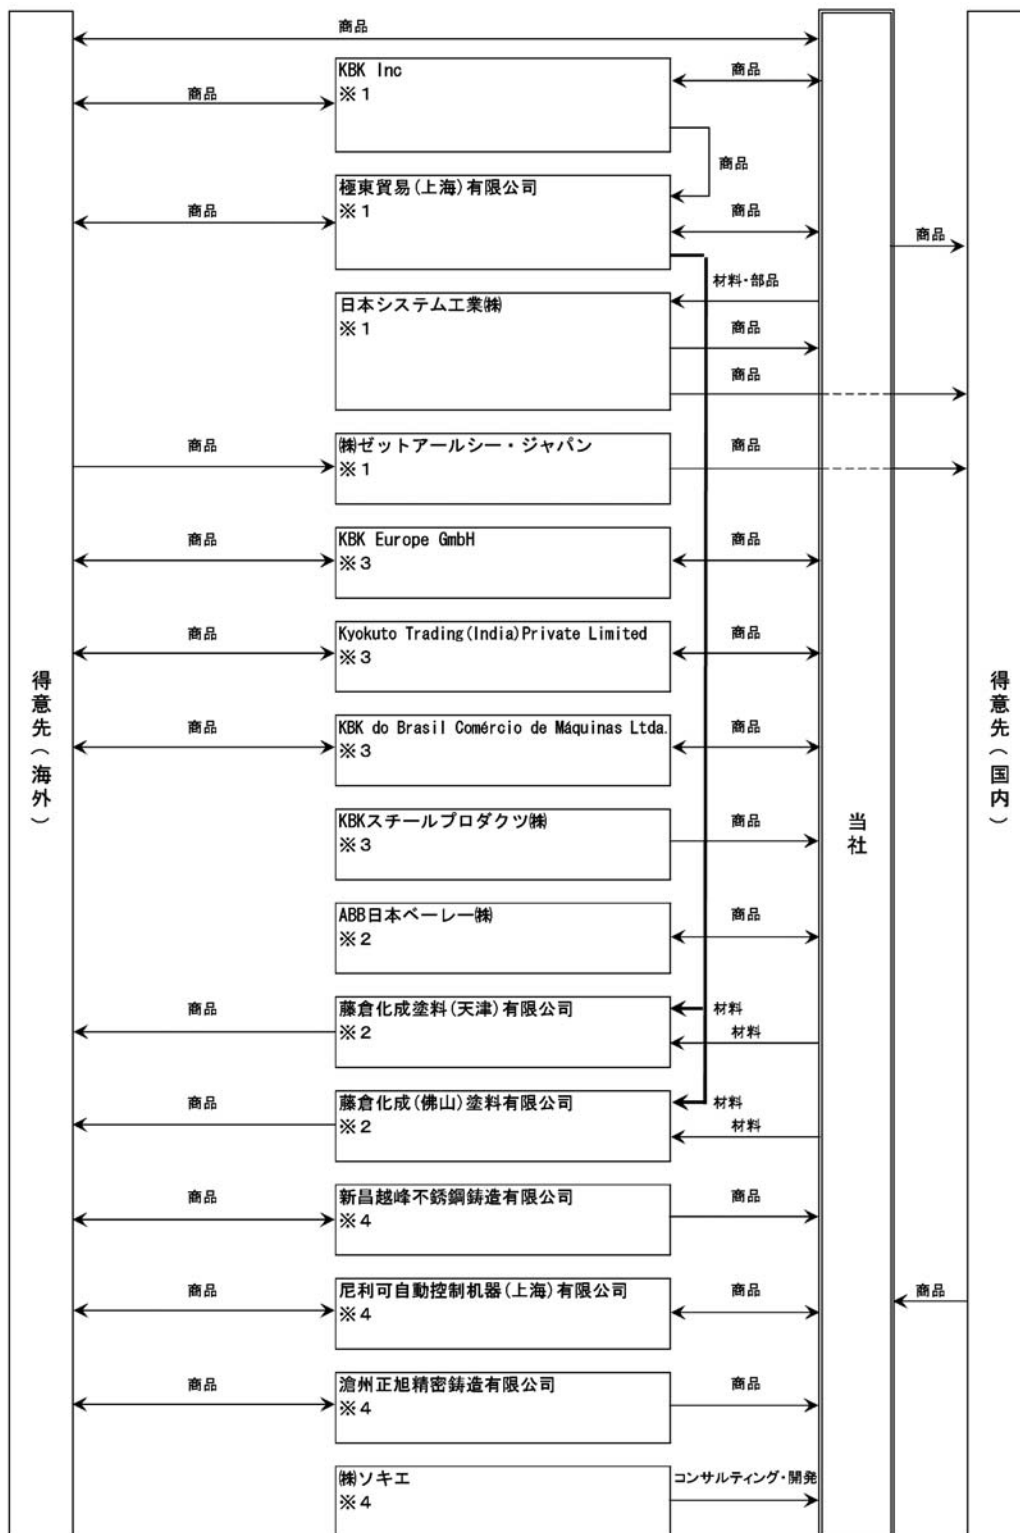 商品
KBK Inc
※1
商品
商品
商品
極東貿易(上海)有限公司
※1
商品
商品
商品
材料・部品
日本システム工業㈱
※1
商品
商品
㈱ゼットアールシー・ジャパン
※1
商品
商品
KBK Europe GmbH
※3
商品
商品
Kyokuto Trading(India)Private Limited
※3
商品
商品
得意先(海外)
得意先(国内)
当社
KBK do Brasil Comércio de Máquinas Ltda.
※3
商品
商品
KBKスチールプロダクツ㈱
※3
商品
ABB日本ベーレー㈱
※2
商品
藤倉化成塗料(天津)有限公司
※2
商品
材料
材料
藤倉化成(佛山)塗料有限公司
※2
商品
材料
材料
新昌越峰不銹鋼鋳造有限公司
※4
商品
商品
尼利可自動控制机器(上海)有限公司
※4
商品
商品
商品
滄州正旭精密鋳造有限公司
※4
商品
商品
㈱ソキエ
※4
コンサルティング・開発